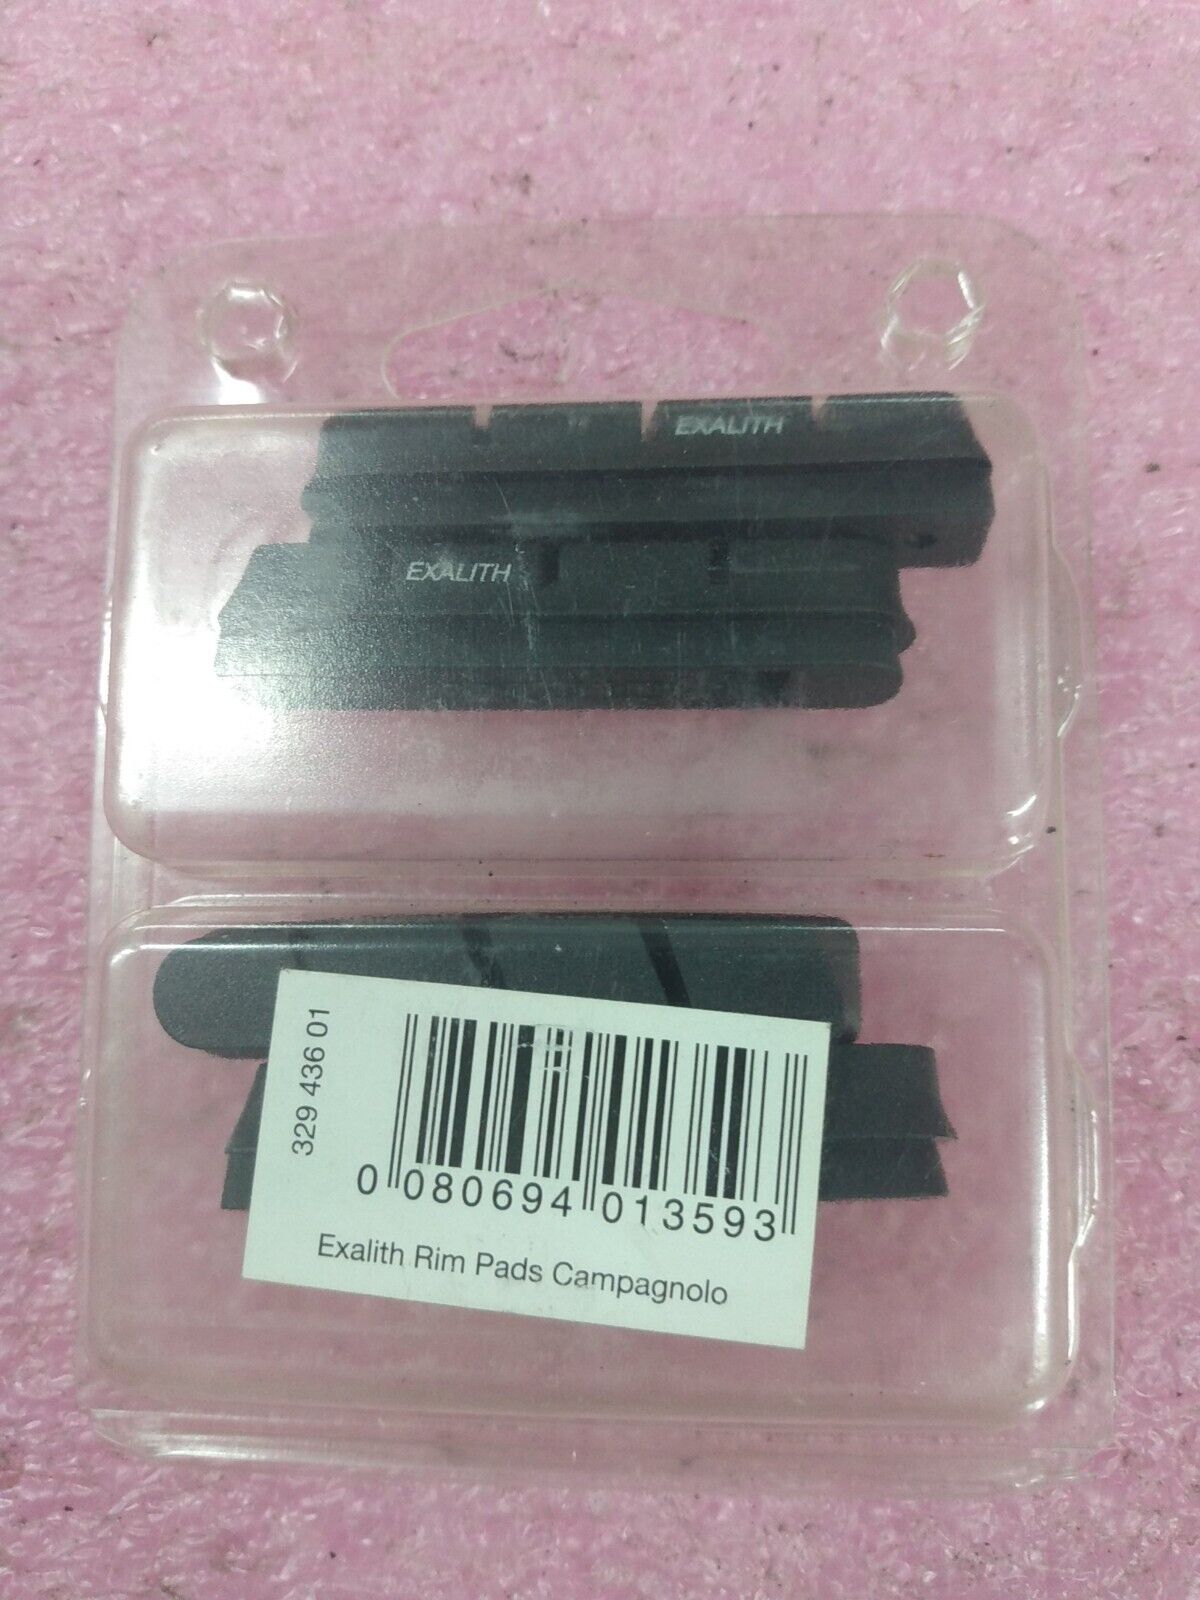 EXALITH
EXALITH
329 436 01
0 080694 013593
Exalith Rim Pads Campagnolo